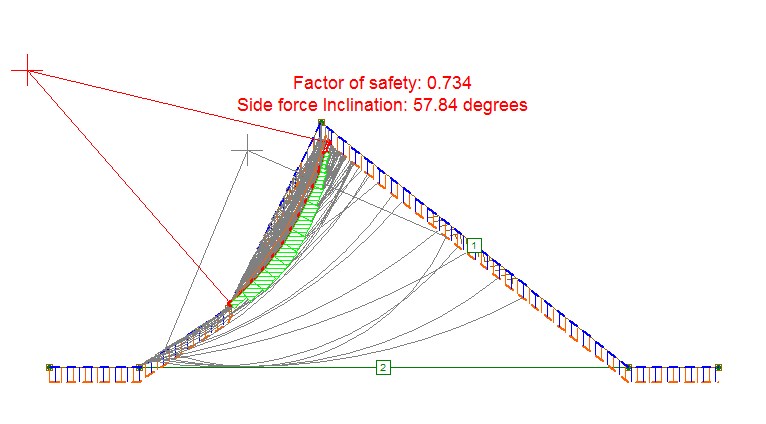 Factor of safety: 0.734
Side force Inclination: 57.84 degrees
1
2